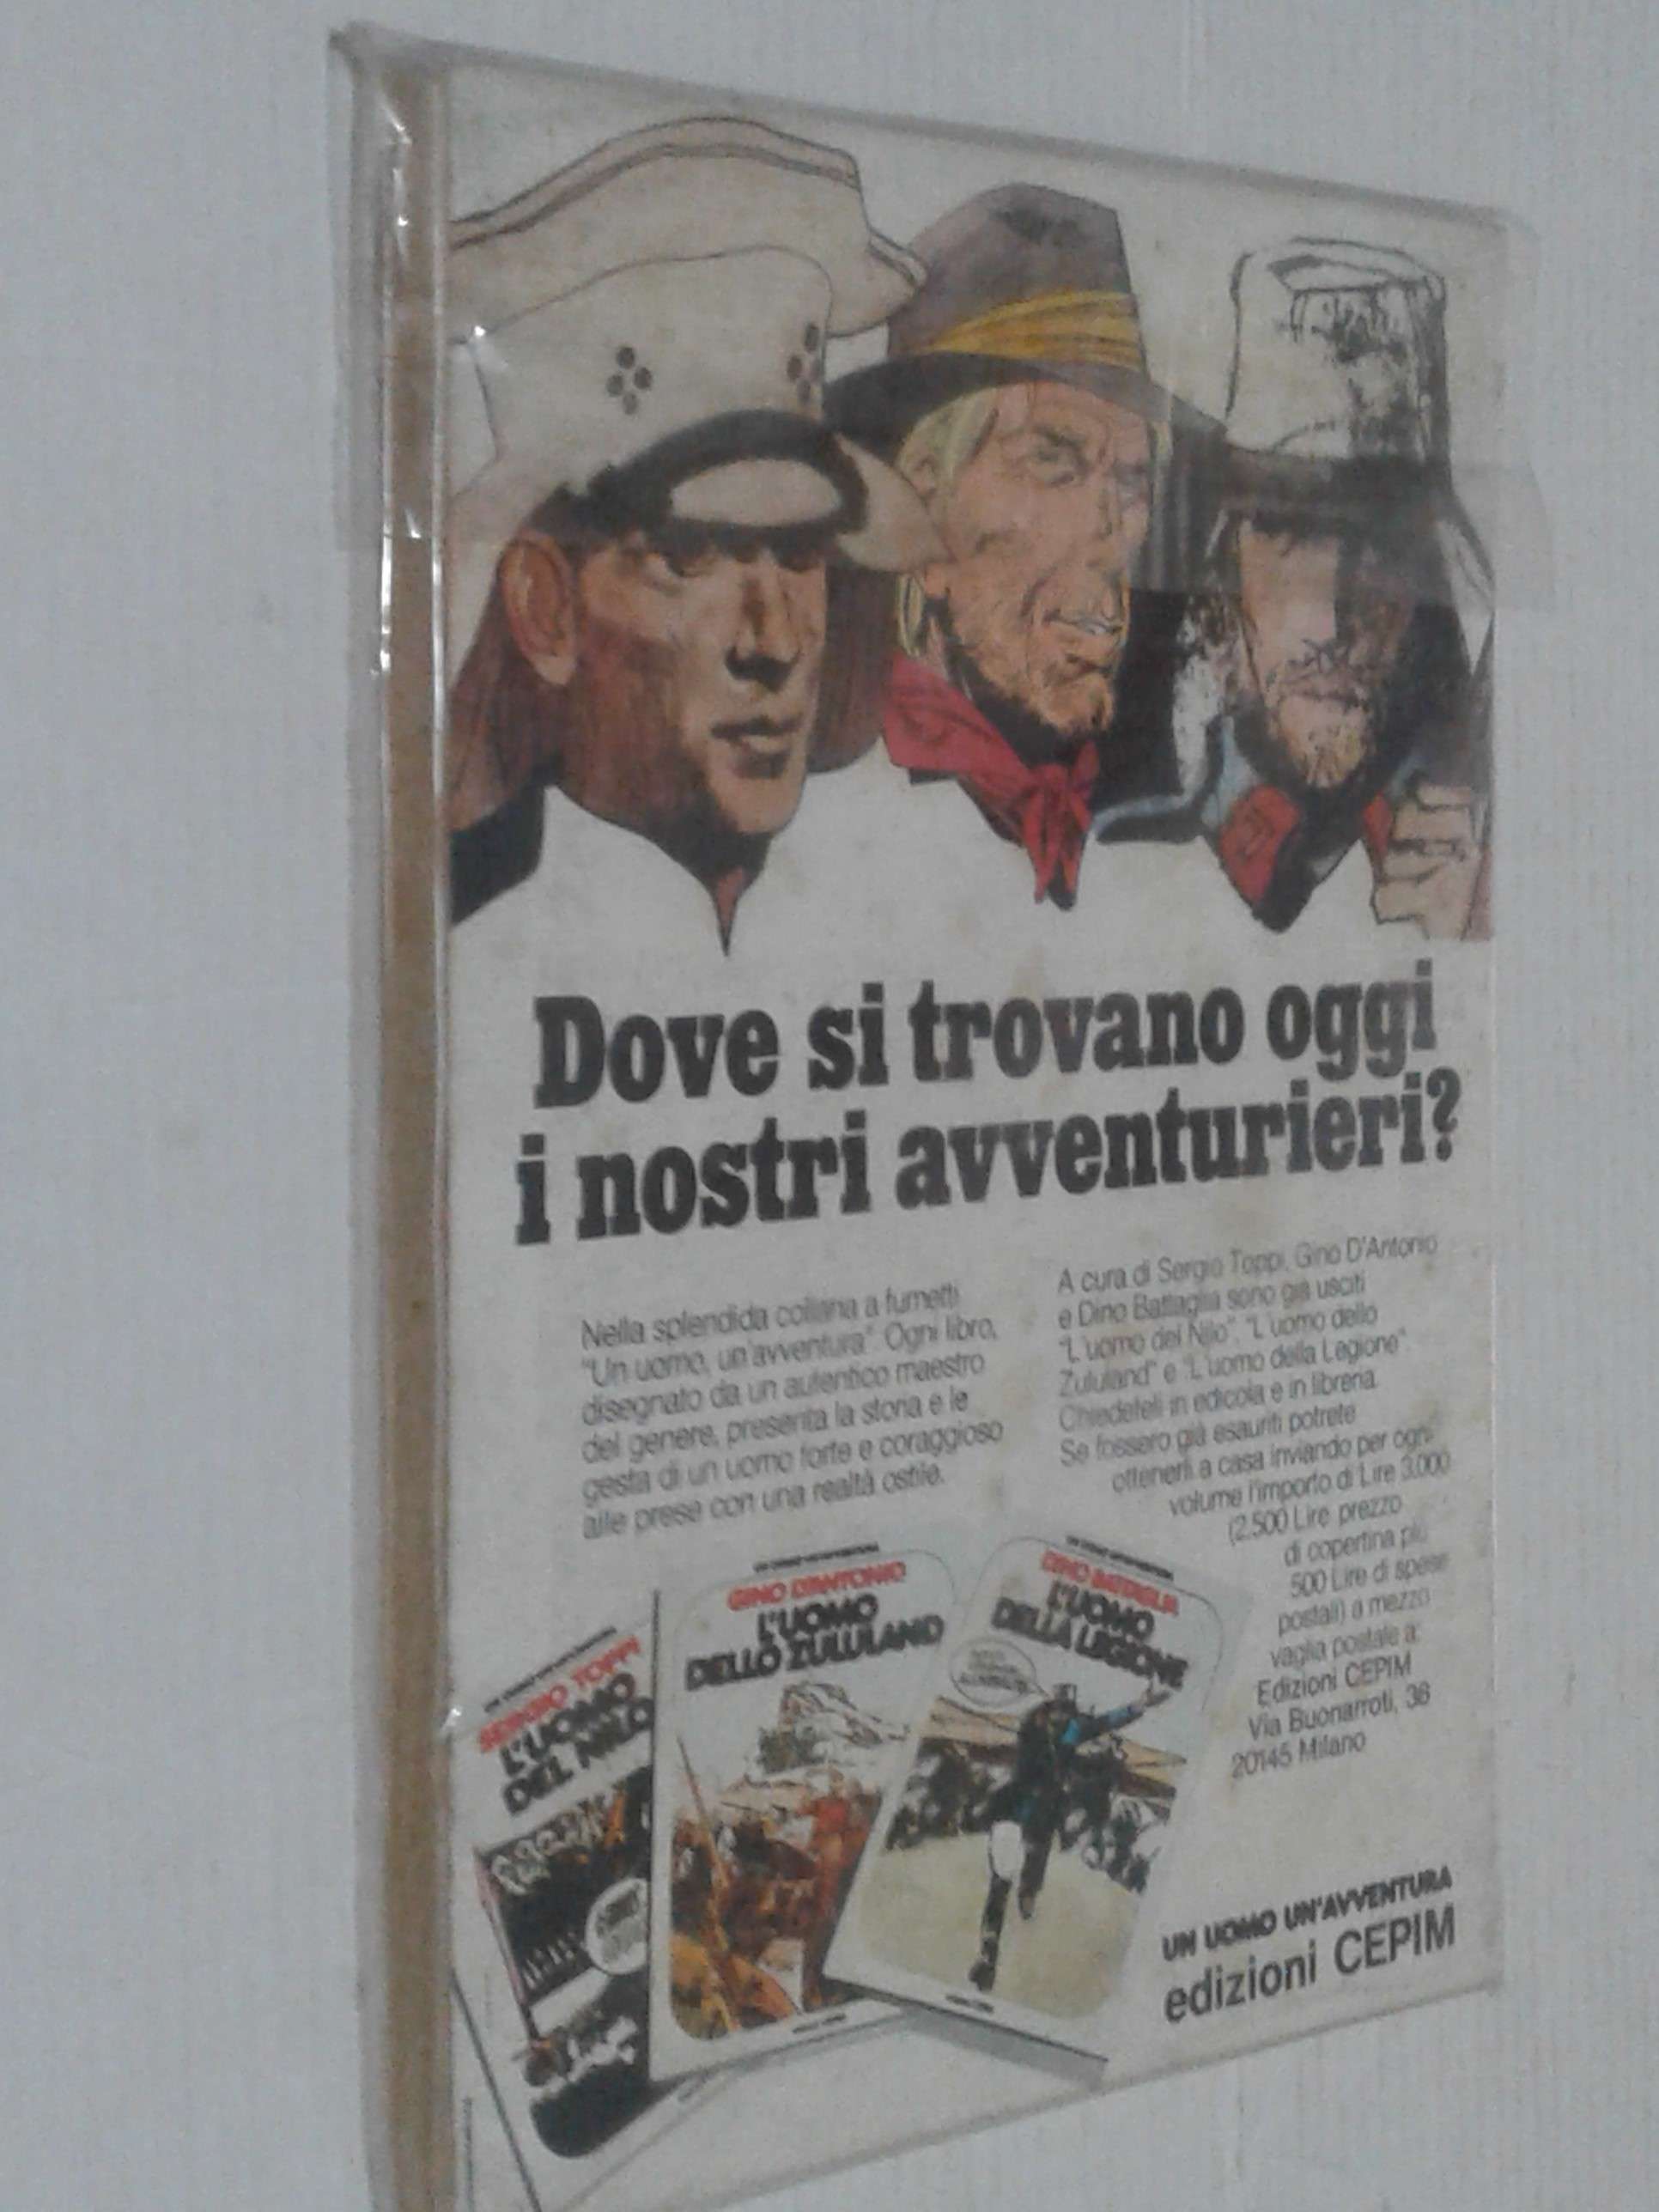 Dove si trovano oggi
i nostri avventurieri?
Nella splendida collana a fumetti
"Un uomo, un'avventura". Ogni libro,
disegnato da un autentico maestro
del genere, presenta la storia e le
gesta di un uomo forte e coraggioso
alle prese con una realtà ostile.
A cura di Sergio Toppi, Gino D'Antonio
e Dino Battaglia sono già usciti
"L'uomo del Nilo", "L'uomo dello
Zululand" e "L'uomo della Legione".
Chiedeteli in edicola e in libreria.
Se fossero già esauriti potrete
ottenerli a casa inviando per ogni
volume l'importo di Lire 3.000
(2.500 Lire prezzo
di copertina più
500 Lire di spese
postali) a mezzo
vaglia postale a:
Edizioni CEPIM
Via Buonarroti, 38
20145 Milano
SERGIO TOPPI
L'UOMO
DEL NILO
GINO D'ANTONIO
L'UOMO
DELLO ZULULAND
DINO BATTAGLIA
L'UOMO
DELLA LEGIONE
UN UOMO UN'AVVENTURA
edizioni CEPIM